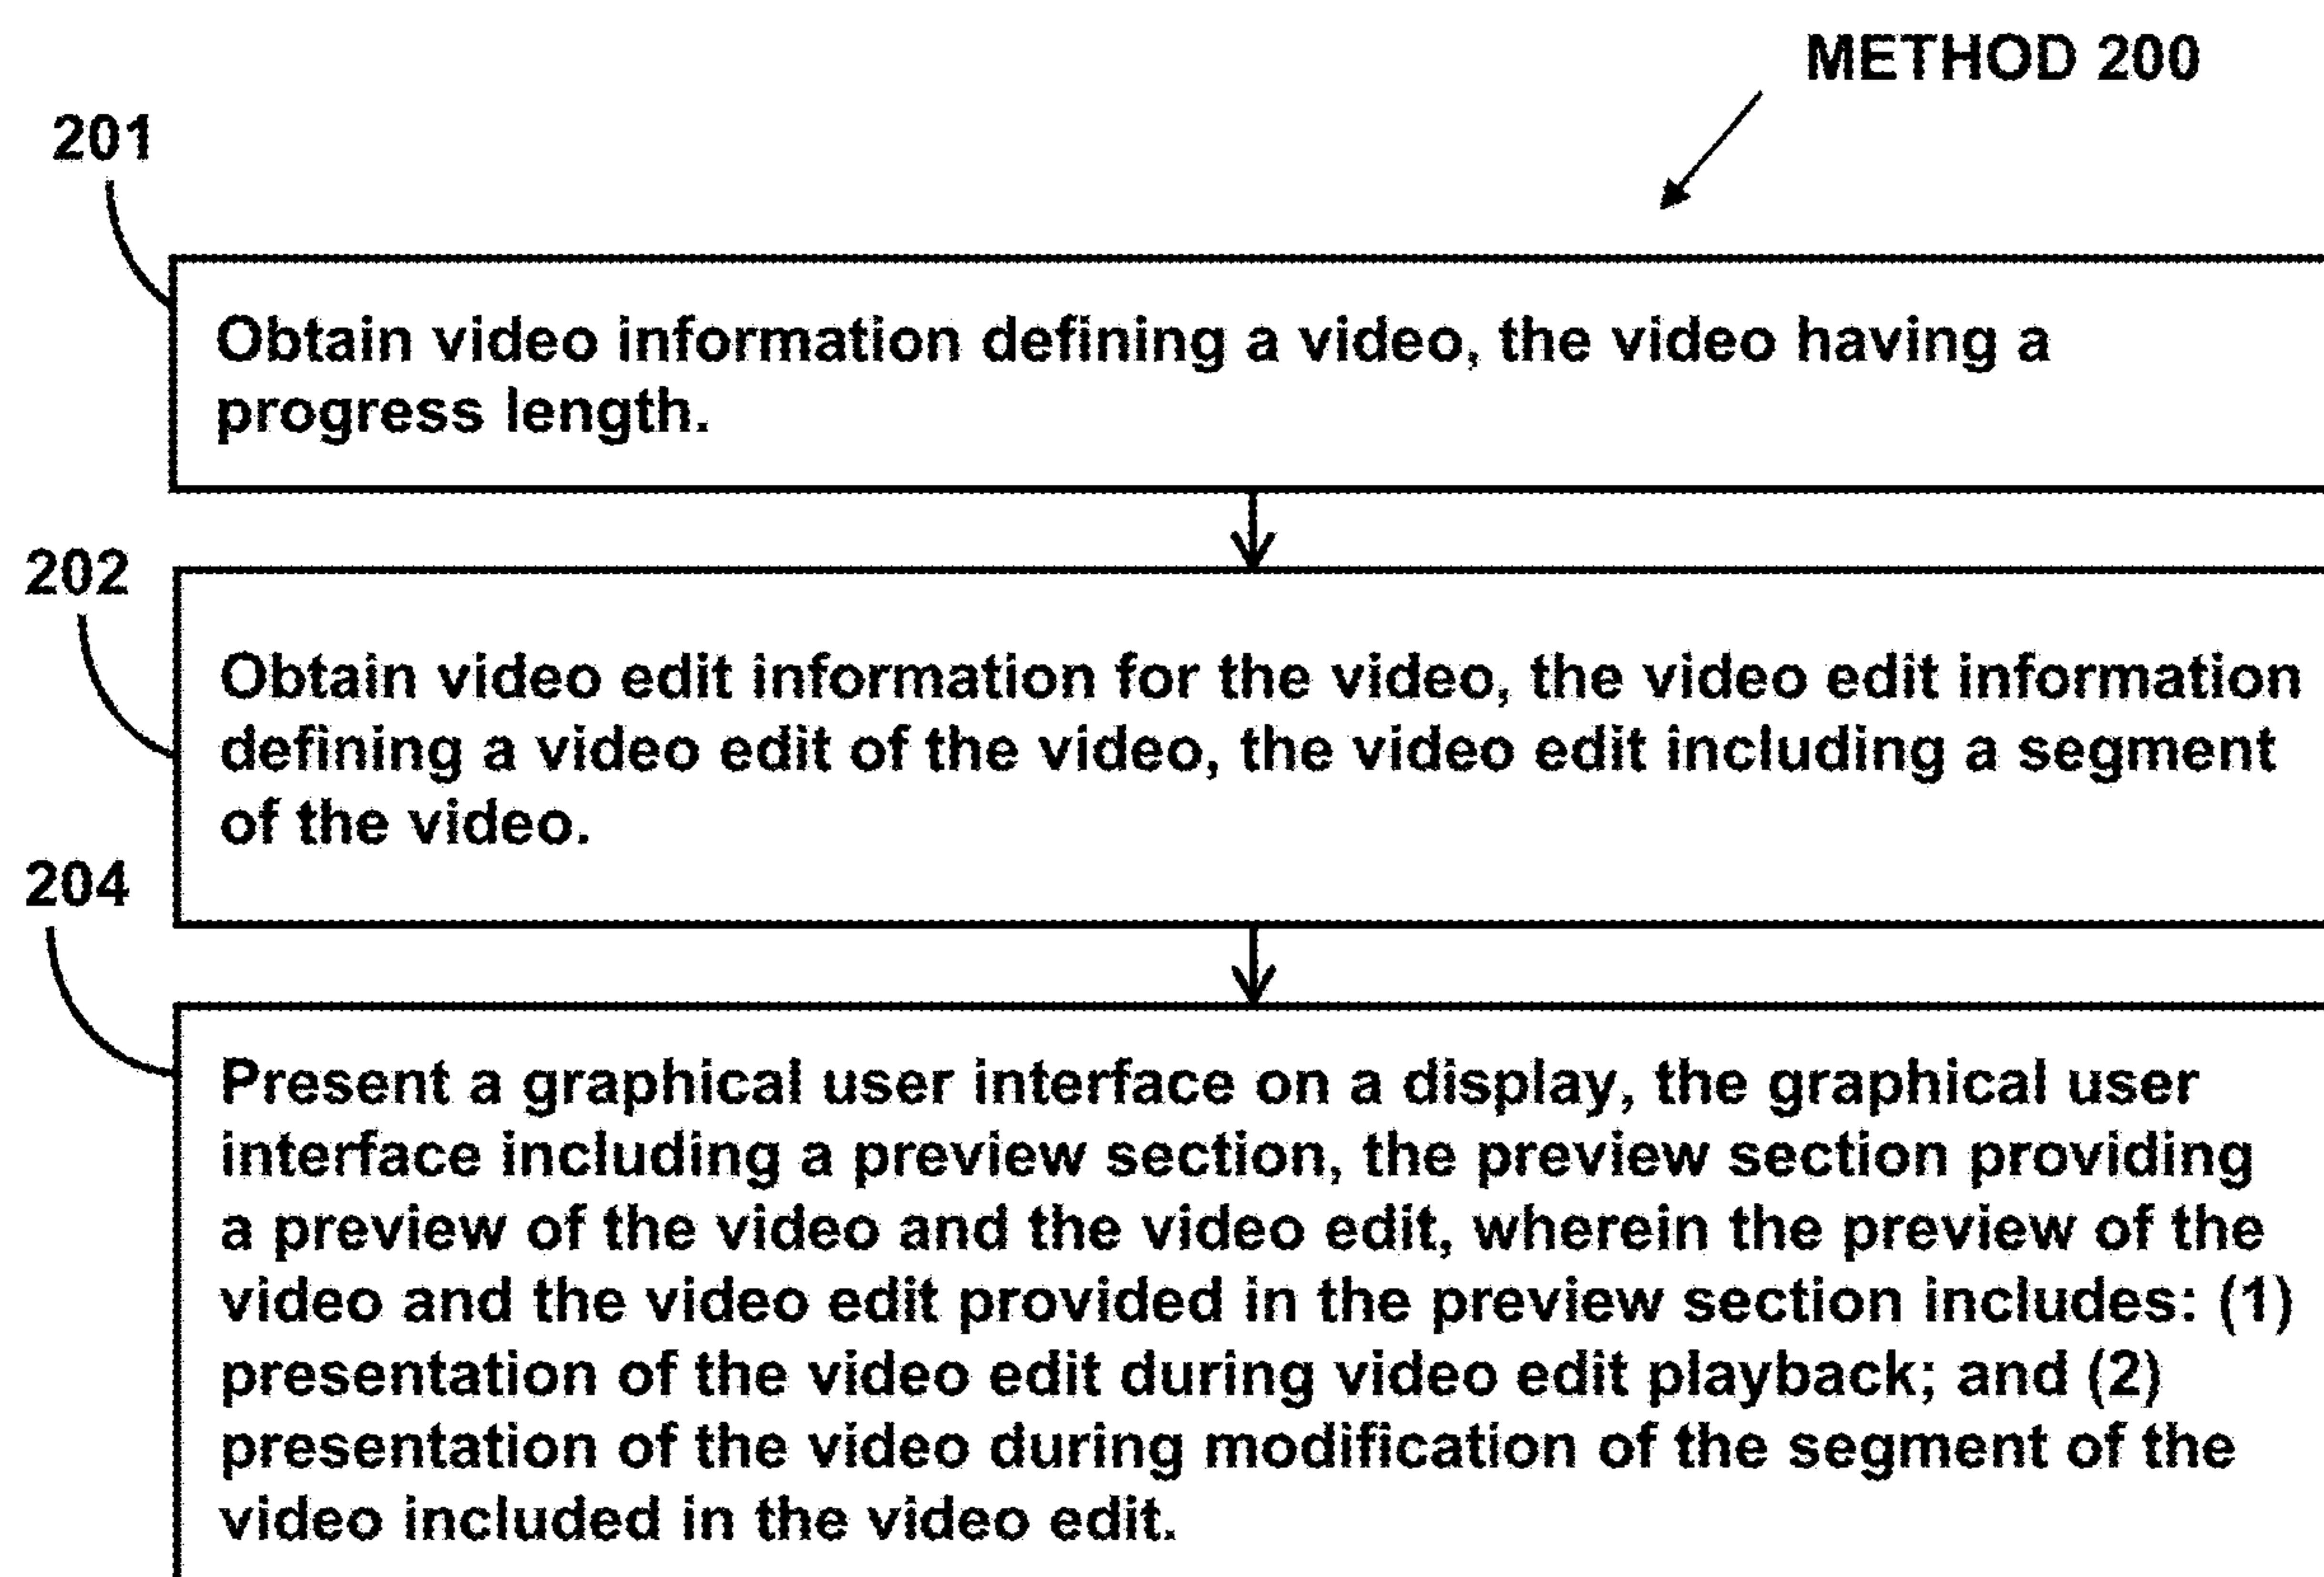 METHOD 200
201
Obtain video information defining a video, the video having a
progress length.
202
Obtain video edit information for the video, the video edit information
defining a video edit of the video, the video edit including a segment
of the video.
204
Present a graphical user interface on a display, the graphical user
interface including a preview section, the preview section providing
a preview of the video and the video edit, wherein the preview of the
video and the video edit provided in the preview section includes: (1)
presentation of the video edit during video edit playback; and (2)
presentation of the video during modification of the segment of the
video included in the video edit.